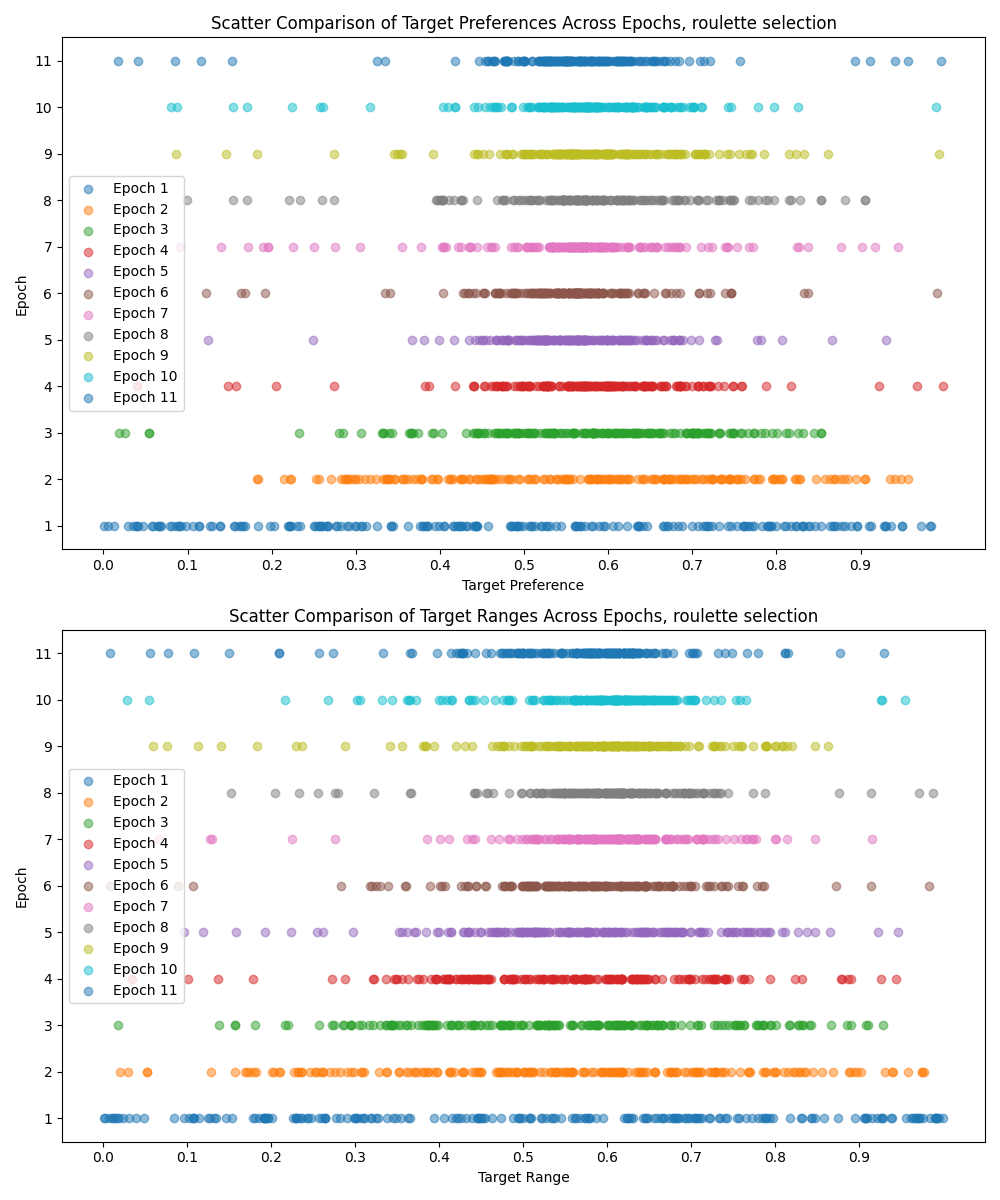 Scatter Comparison of Target Preferences Across Epochs, roulette selection
11
10
9
8
7
6
5
4
3
2
1
Epoch
Epoch 1
Epoch 2
Epoch 3
Epoch 4
Epoch 5
Epoch 6
Epoch 7
Epoch 8
Epoch 9
Epoch 10
Epoch 11
0.0 0.1 0.2 0.3 0.4 0.5 0.6 0.7 0.8 0.9
Target Preference
Scatter Comparison of Target Ranges Across Epochs, roulette selection
11
10
9
8
7
6
5
4
3
2
1
Epoch
Epoch 1
Epoch 2
Epoch 3
Epoch 4
Epoch 5
Epoch 6
Epoch 7
Epoch 8
Epoch 9
Epoch 10
Epoch 11
0.0 0.1 0.2 0.3 0.4 0.5 0.6 0.7 0.8 0.9
Target Range